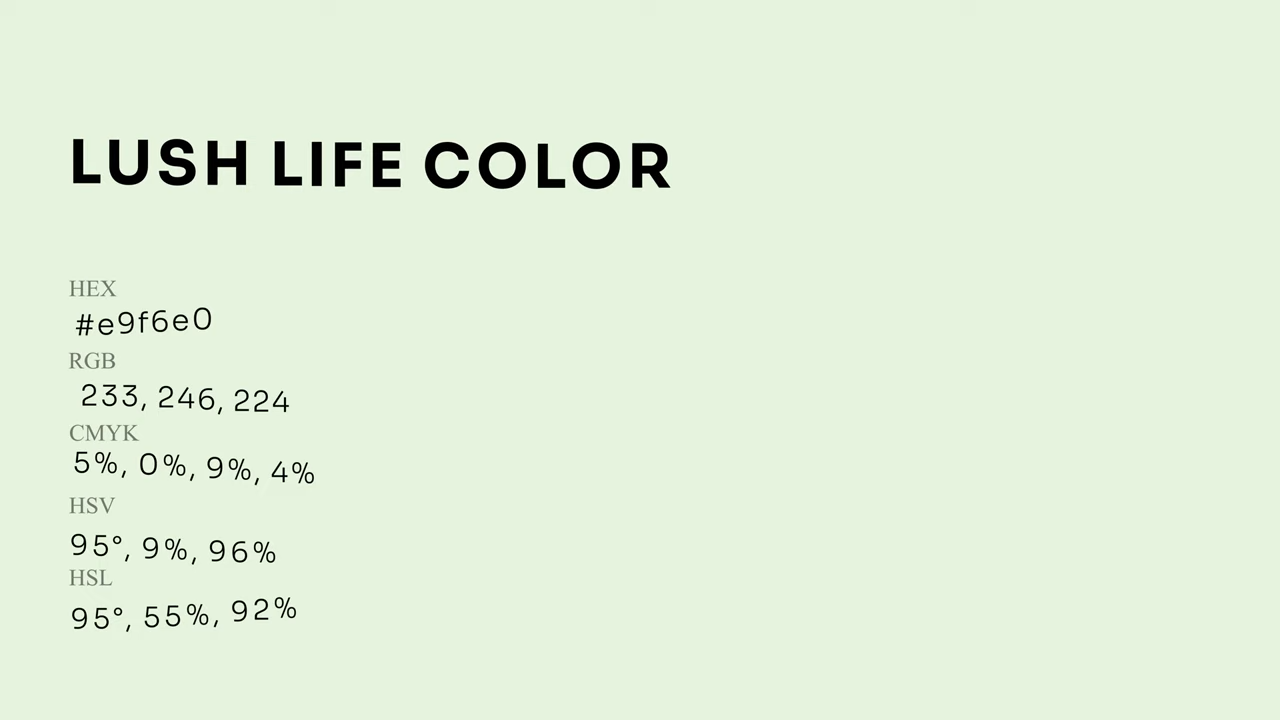 LUSH LIFE COLOR
HEX
#e9f6e0
RGB
233, 246, 224
CMYK
5%, 0%, 9%, 4%
HSV
95°, 9%, 96%
HSL
95°, 55%, 92%